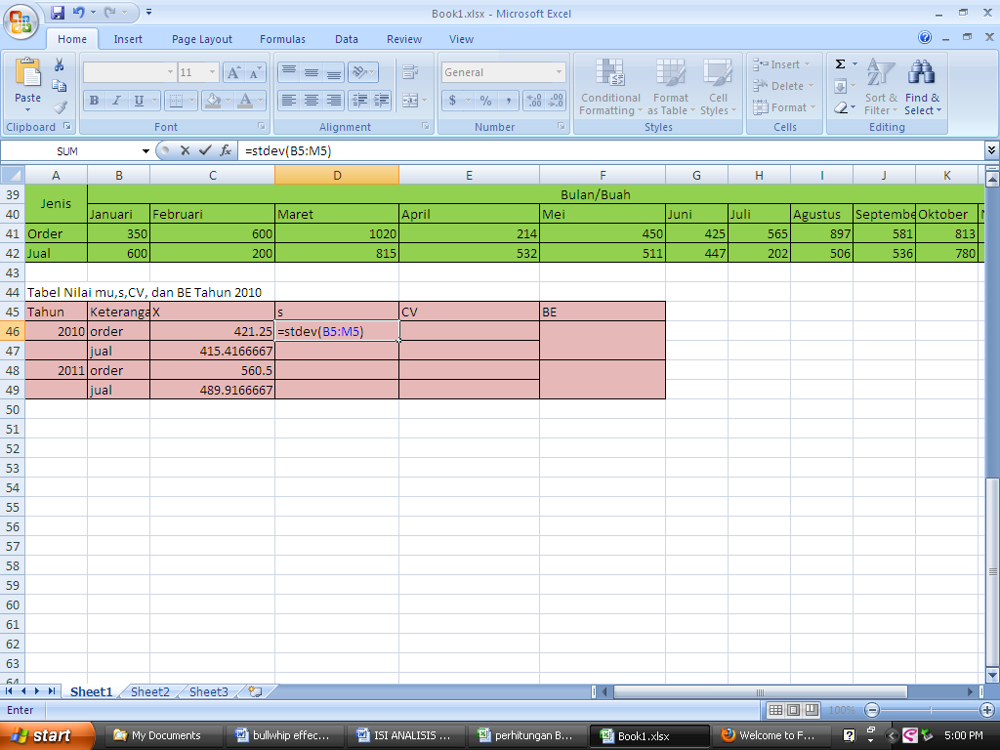 Book1.xlsx - Microsoft Excel
Home Insert Page Layout Formulas Data Review View
Paste
11
General
B I U
$ % ,
Conditional Formatting
Format as Table
Cell Styles
Insert
Delete
Format
Σ
Sort & Filter
Find & Select
Clipboard Font Alignment Number Styles Cells Editing
SUM fx =stdev(B5:M5)
A B C D E F G H I J K
39 Jenis Bulan/Buah
40 Januari Februari Maret April Mei Juni Juli Agustus Septembe Oktober
41 Order 350 600 1020 214 450 425 565 897 581 813
42 Jual 600 200 815 532 511 447 202 506 536 780
43
44 Tabel Nilai mu,s,CV, dan BE Tahun 2010
45 Tahun Keteranga X s CV BE
46 2010 order 421.25 =stdev(B5:M5)
47 jual 415.4166667
48 2011 order 560.5
49 jual 489.9166667
50
51
52
53
54
55
56
57
58
59
60
61
62
63
64
Sheet1 Sheet2 Sheet3
Enter 100%
start My Documents bullwhip effec... ISI ANALISIS ... perhitungan B... Book1.xlsx Welcome to F... 5:00 PM